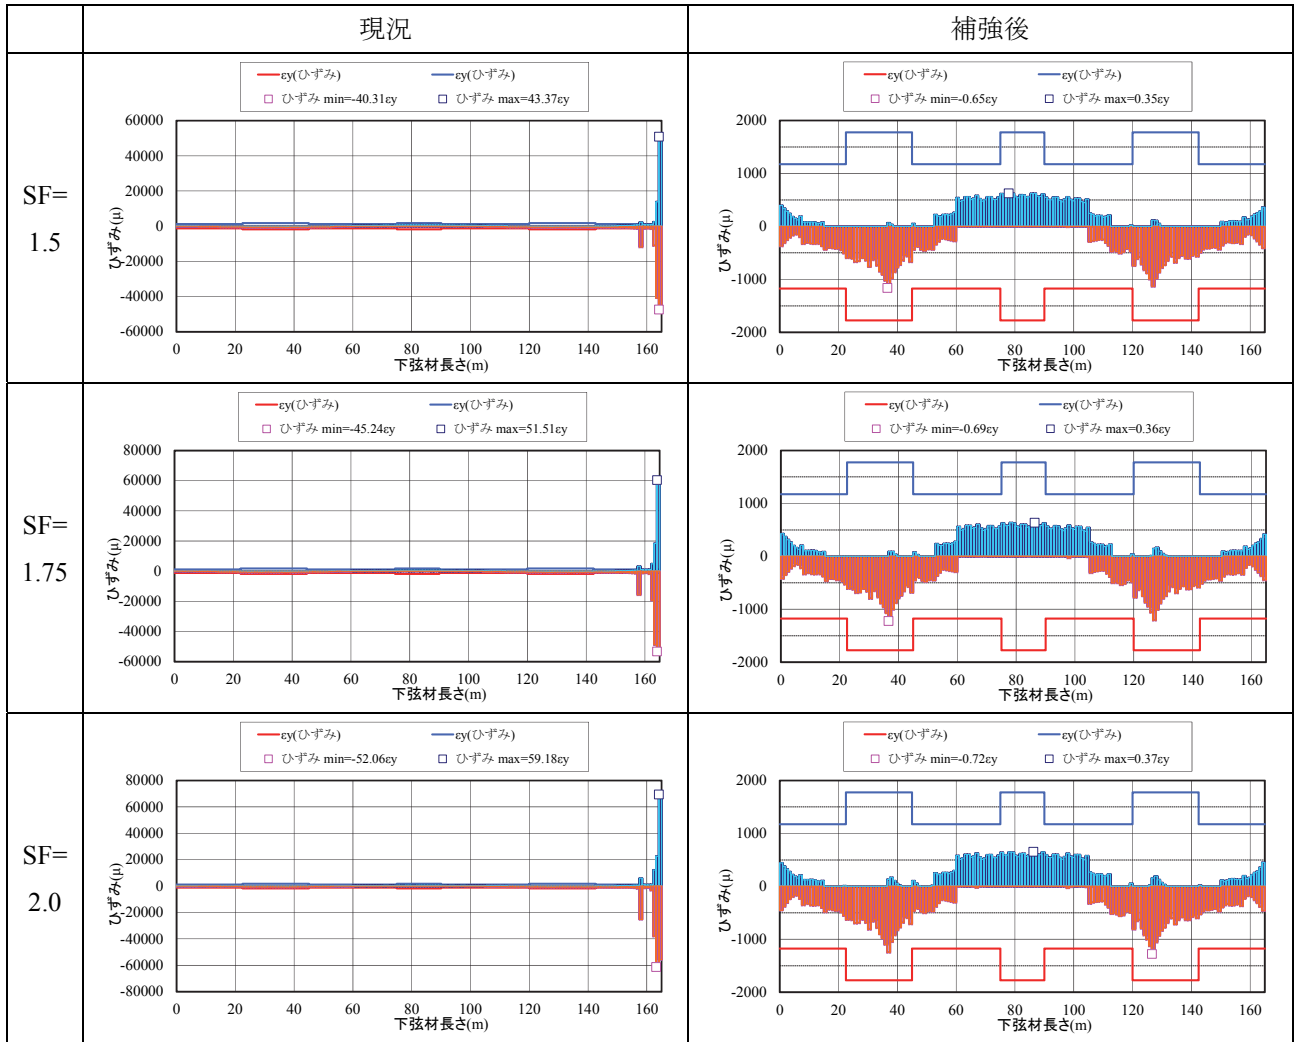 現況
補強後
SF=
1.5
εy(ひずみ) εy(ひずみ)
ひずみ min=-40.31εy ひずみ max=43.37εy
60000
40000
20000
0
-20000
-40000
-60000
ひずみ(μ)
0 20 40 60 80 100 120 140 160
下弦材長さ(m)
εy(ひずみ) εy(ひずみ)
ひずみ min=-0.65εy ひずみ max=0.35εy
2000
1000
0
-1000
-2000
ひずみ(μ)
0 20 40 60 80 100 120 140 160
下弦材長さ(m)
SF=
1.75
εy(ひずみ) εy(ひずみ)
ひずみ min=-45.24εy ひずみ max=51.51εy
80000
60000
40000
20000
0
-20000
-40000
-60000
ひずみ(μ)
0 20 40 60 80 100 120 140 160
下弦材長さ(m)
εy(ひずみ) εy(ひずみ)
ひずみ min=-0.69εy ひずみ max=0.36εy
2000
1000
0
-1000
-2000
ひずみ(μ)
0 20 40 60 80 100 120 140 160
下弦材長さ(m)
SF=
2.0
εy(ひずみ) εy(ひずみ)
ひずみ min=-52.06εy ひずみ max=59.18εy
80000
60000
40000
20000
0
-20000
-40000
-60000
-80000
ひずみ(μ)
0 20 40 60 80 100 120 140 160
下弦材長さ(m)
εy(ひずみ) εy(ひずみ)
ひずみ min=-0.72εy ひずみ max=0.37εy
2000
1000
0
-1000
-2000
ひずみ(μ)
0 20 40 60 80 100 120 140 160
下弦材長さ(m)